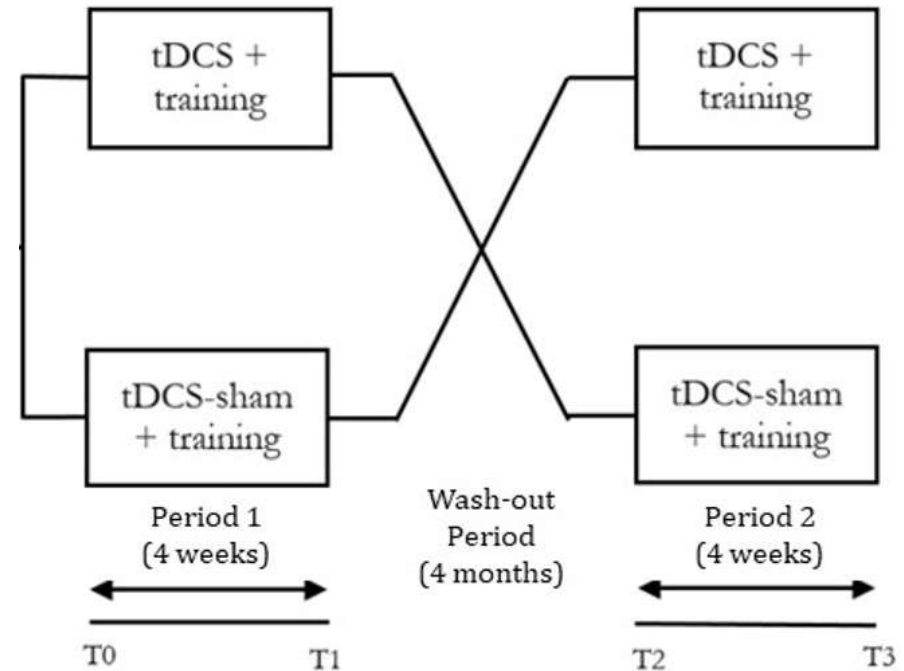 tDCS +
training
tDCS +
training
tDCS-sham
+ training
tDCS-sham
+ training
Period 1
(4 weeks)
Wash-out
Period
(4 months)
Period 2
(4 weeks)
T0
T1
T2
T3